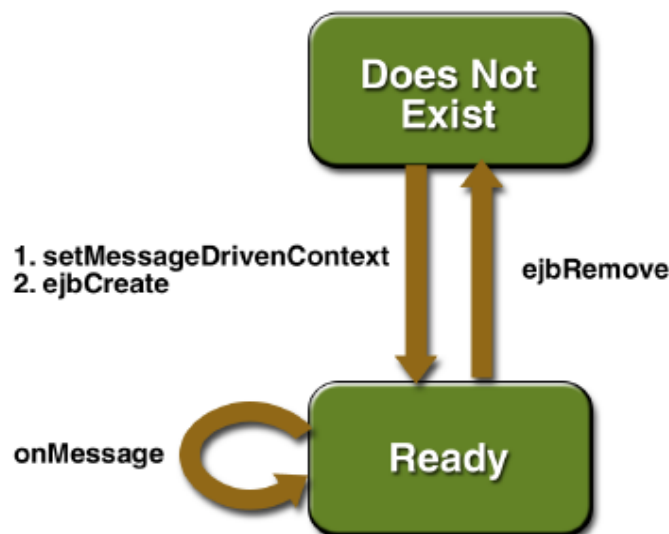 Does Not
Exist
1. setMessageDrivenContext
2. ejbCreate
ejbRemove
onMessage
Ready